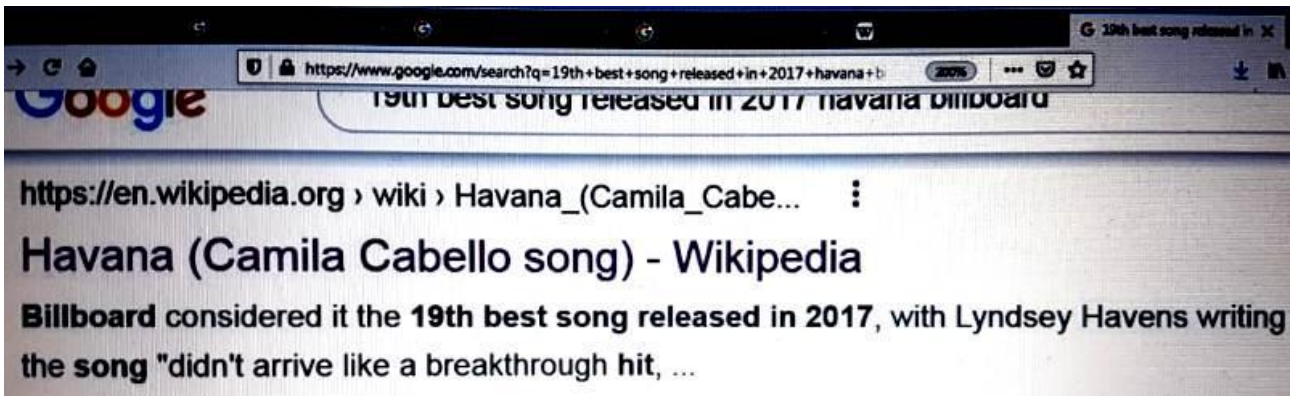 G 19th best song released in
https://www.google.com/search?q=19th+best+song+released+in+2017+havana+b 200%
Google 19th best song released in 2017 havana billboard
https://en.wikipedia.org › wiki › Havana_(Camila_Cabe...
Havana (Camila Cabello song) - Wikipedia
Billboard considered it the 19th best song released in 2017, with Lyndsey Havens writing
the song "didn't arrive like a breakthrough hit, ...